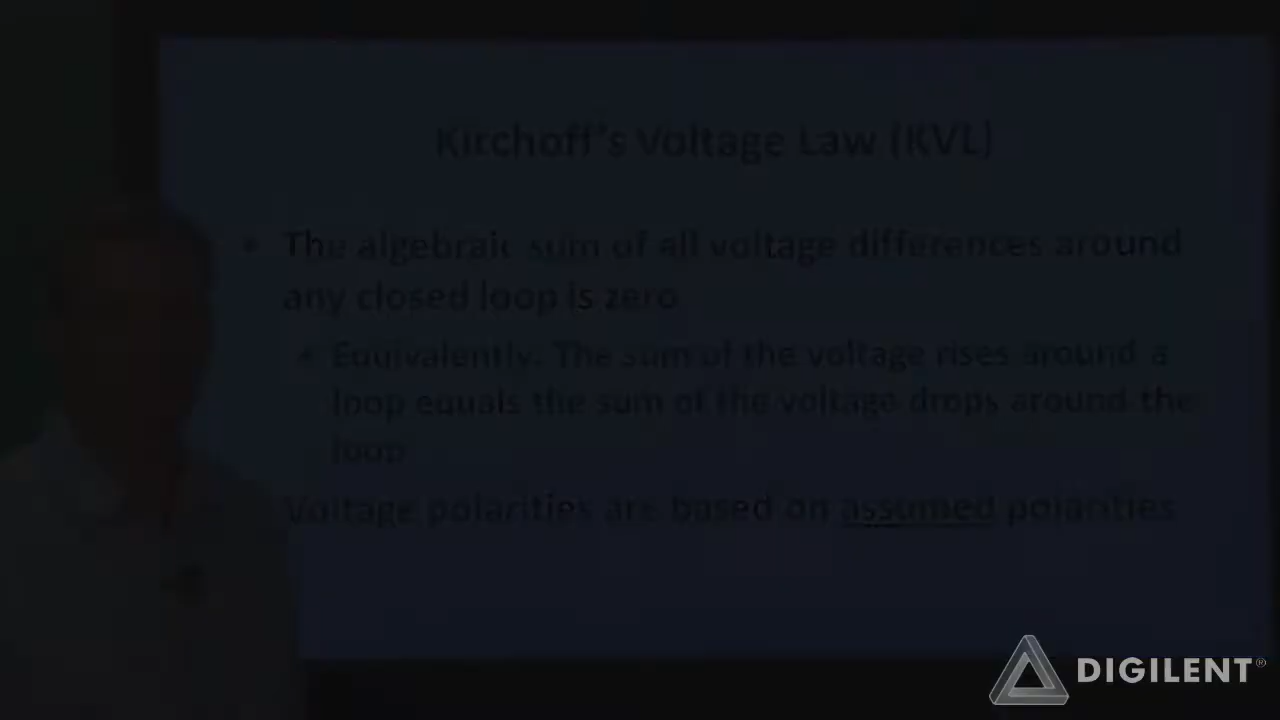 Kirchoff's Voltage Law (KVL)
The algebraic sum of all voltage differences around
any closed loop is zero
Equivalently: The sum of the voltage rises around a
loop equals the sum of the voltage drops around the
loop
Voltage polarities are based on assumed polarities
DIGILENT®